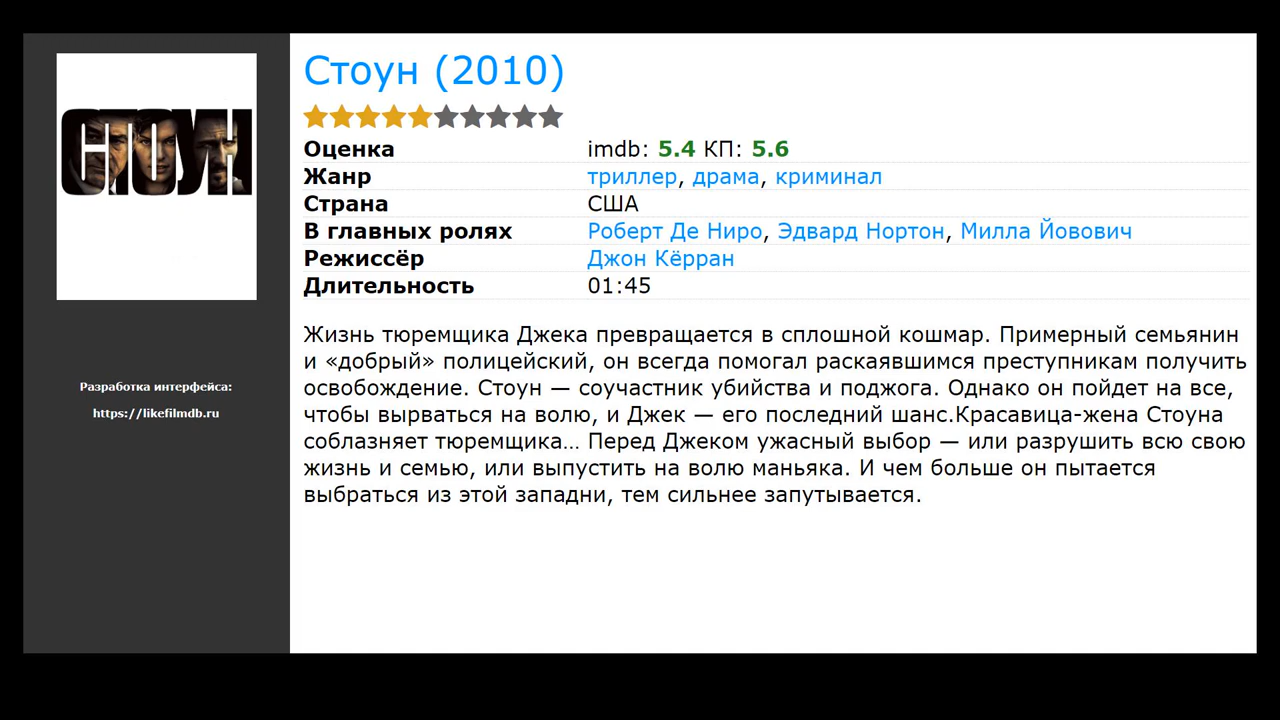 СТОУН
Стоун (2010)
Оценка imdb: 5.4 КП: 5.6
Жанр триллер, драма, криминал
Страна США
В главных ролях Роберт Де Ниро, Эдвард Нортон, Милла Йовович
Режиссёр Джон Кёрран
Длительность 01:45
Жизнь тюремщика Джека превращается в сплошной кошмар. Примерный семьянин
и «добрый» полицейский, он всегда помогал раскаявшимся преступникам получить
освобождение. Стоун — соучастник убийства и поджога. Однако он пойдет на все,
чтобы вырваться на волю, и Джек — его последний шанс.Красавица-жена Стоуна
соблазняет тюремщика… Перед Джеком ужасный выбор — или разрушить всю свою
жизнь и семью, или выпустить на волю маньяка. И чем больше он пытается
выбраться из этой западни, тем сильнее запутывается.
Разработка интерфейса:
https://likefilmdb.ru